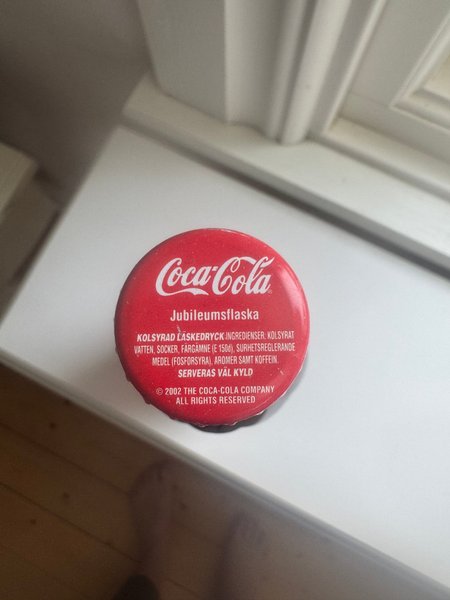 Coca-Cola
Jubileumsflaska
KOLSYRAD LÄSKEDRYCK. INGREDIENSER: KOLSYRAT
VATTEN, SOCKER, FÄRGÄMNE (E 150d), SURHETSREGLERANDE
MEDEL (FOSFORSYRA), AROMER SAMT KOFFEIN.
SERVERAS VÄL KYLD
© 2002 THE COCA-COLA COMPANY
ALL RIGHTS RESERVED